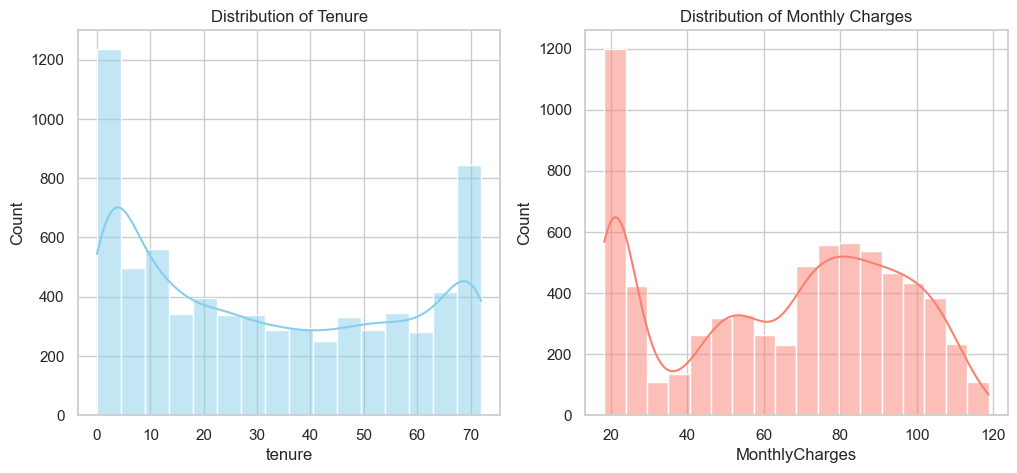 Distribution of Tenure
1200
1000
800
600
400
200
0
Count
0 10 20 30 40 50 60 70
tenure
Distribution of Monthly Charges
1200
1000
800
600
400
200
0
Count
20 40 60 80 100 120
MonthlyCharges